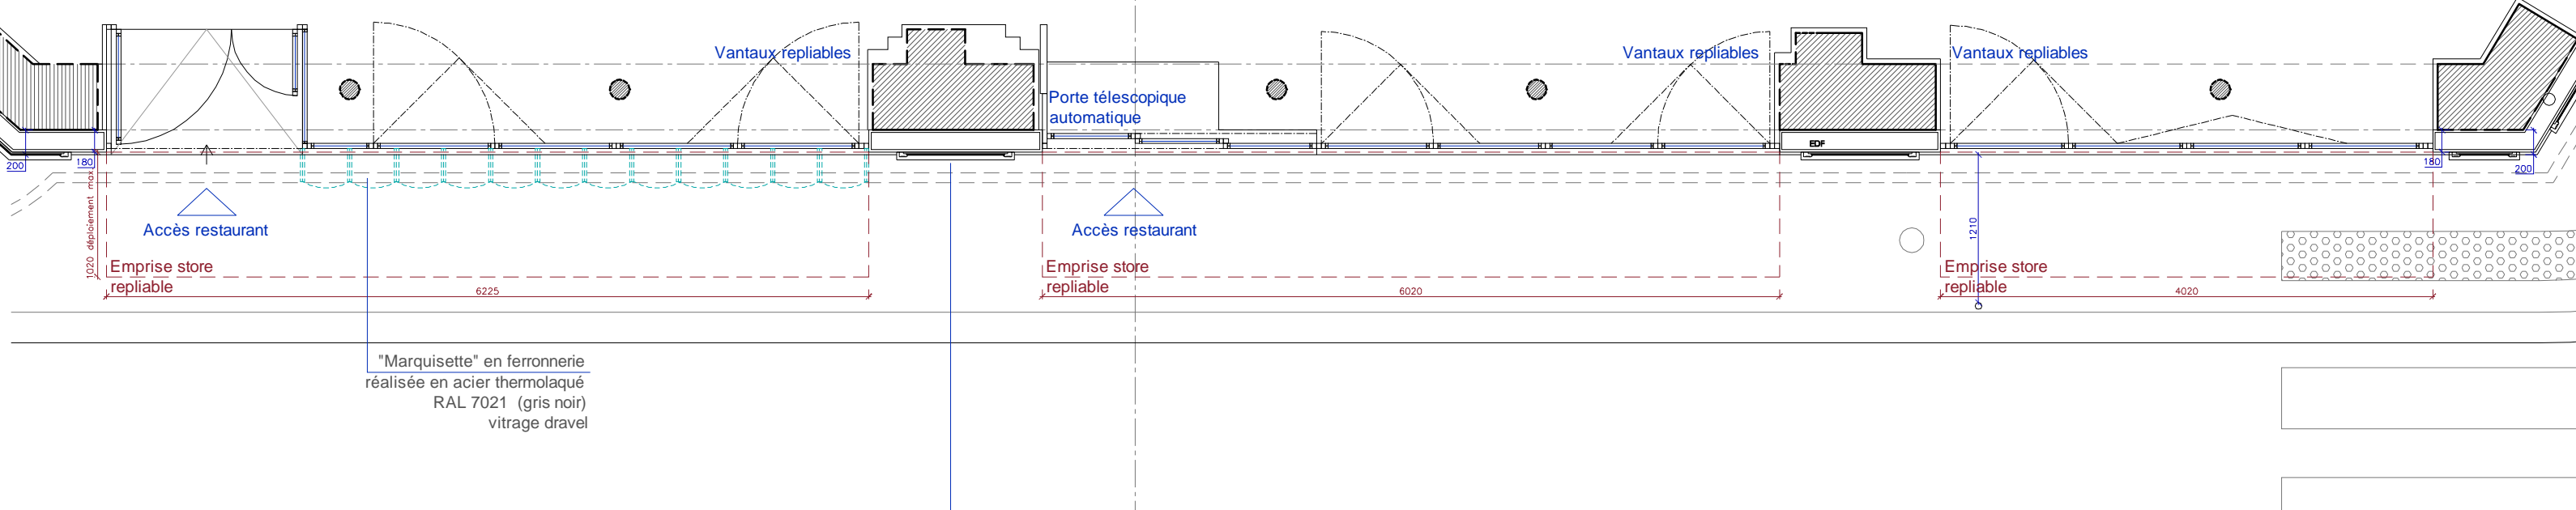 Vantaux repliables
Vantaux repliables
Vantaux repliables
Porte télescopique
automatique
EDF
200
180
180
200
1020 déploiement max.
1210
Accès restaurant
Accès restaurant
Emprise store
repliable
Emprise store
repliable
Emprise store
repliable
6225
6020
4020
"Marquisette" en ferronnerie
réalisée en acier thermolaqué
RAL 7021 (gris noir)
vitrage dravel